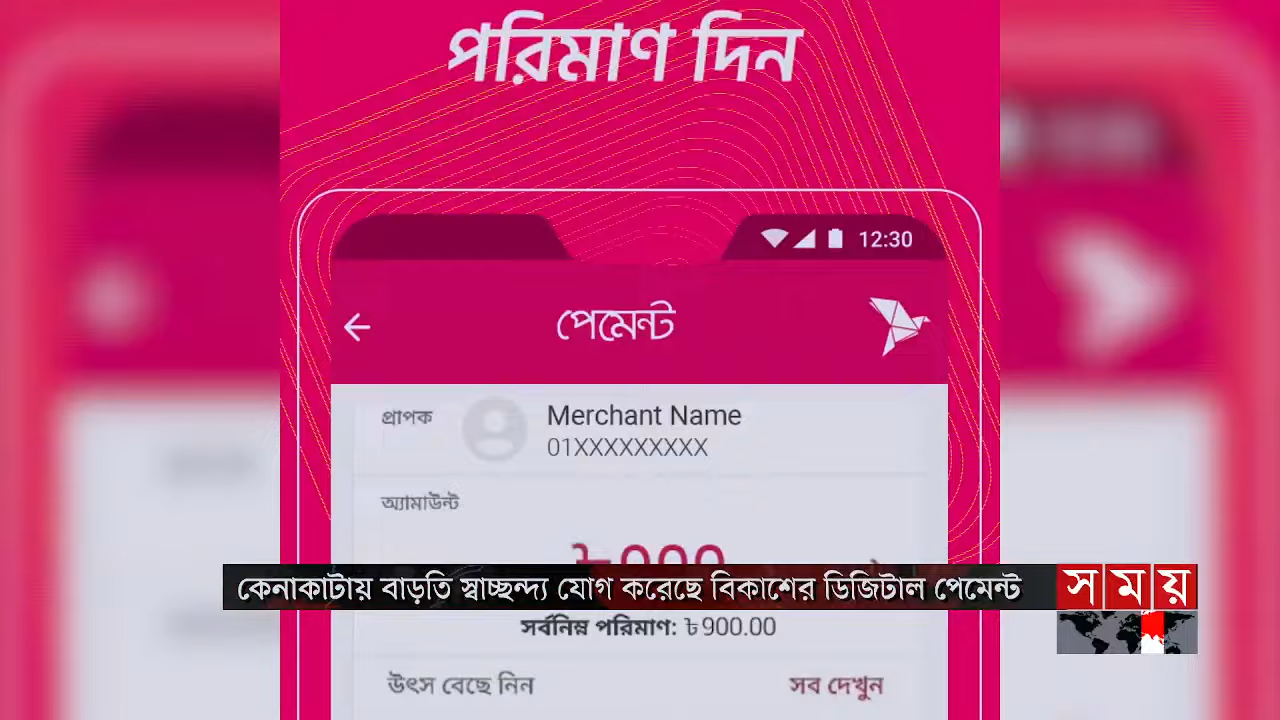 পরিমাণ দিন
12:30
পেমেন্ট
প্রাপক
Merchant Name
01XXXXXXXXX
অ্যামাউন্ট
কেনাকাটায় বাড়তি স্বাচ্ছন্দ্য যোগ করেছে বিকাশের ডিজিটাল পেমেন্ট
সময়
সর্বনিম্ন পরিমাণ: ৳900.00
উৎস বেছে নিন
সব দেখুন